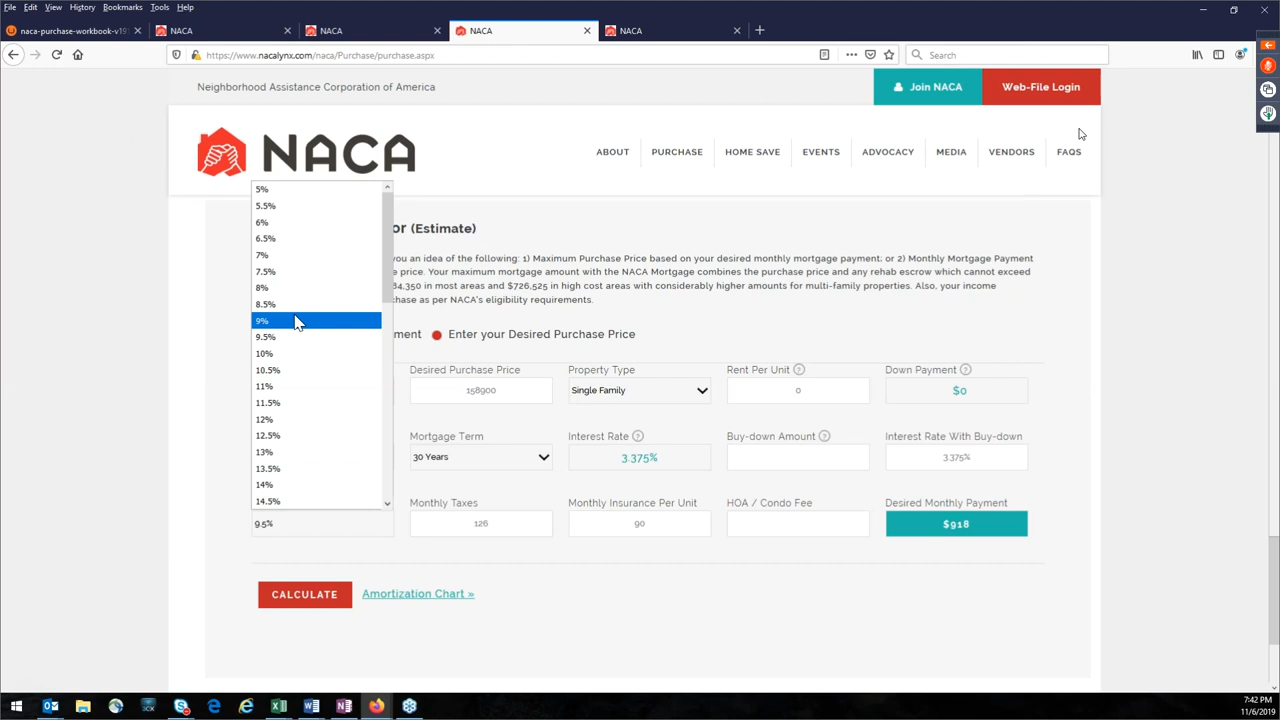 File Edit View History Bookmarks Tools Help
naca-purchase-workbook-v19 NACA NACA NACA NACA
https://www.nacalynx.com/naca/Purchase/purchase.aspx Search
Neighborhood Assistance Corporation of America Join NACA Web-File Login
NACA ABOUT PURCHASE HOME SAVE EVENTS ADVOCACY MEDIA VENDORS FAQS
5%
5.5%
6%
6.5%
7%
7.5%
8%
8.5%
9%
9.5%
10%
10.5%
11%
11.5%
12%
12.5%
13%
13.5%
14%
14.5%
or (Estimate)
you an idea of the following: 1) Maximum Purchase Price based on your desired monthly mortgage payment; or 2) Monthly Mortgage Payment
e price. Your maximum mortgage amount with the NACA Mortgage combines the purchase price and any rehab escrow which cannot exceed
84,350 in most areas and $726,525 in high cost areas with considerably higher amounts for multi-family properties. Also, your income
chase as per NACA's eligibility requirements.
ment Enter your Desired Purchase Price
Desired Purchase Price Property Type Rent Per Unit ? Down Payment ?
158900 Single Family 0 $0
Mortgage Term Interest Rate ? Buy-down Amount ? Interest Rate With Buy-down
30 Years 3.375% 3.375%
Monthly Taxes Monthly Insurance Per Unit HOA / Condo Fee Desired Monthly Payment
9.5% 126 90 $918
CALCULATE Amortization Chart »
7:42 PM
11/6/2019